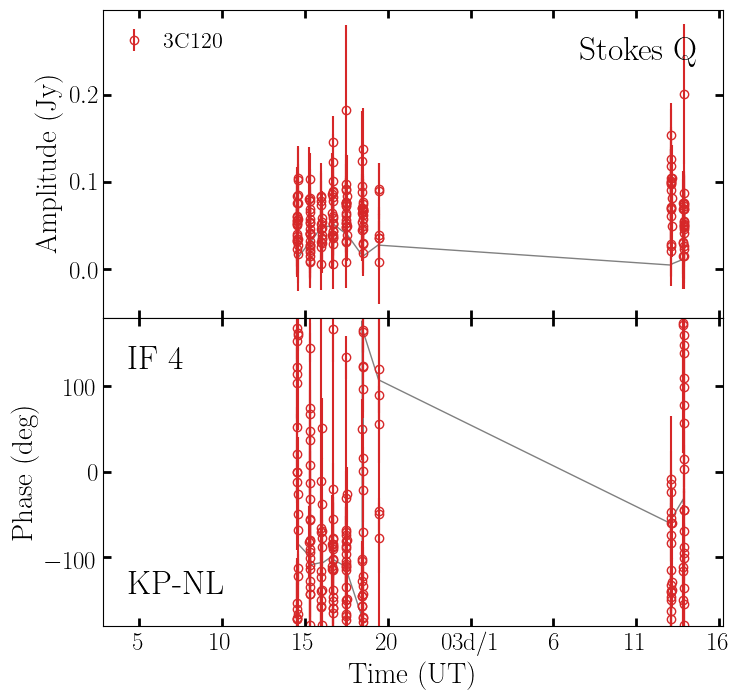 3C120
Stokes Q
Amplitude (Jy)
0.2
0.1
0.0
IF 4
KP-NL
Phase (deg)
100
0
−100
5 10 15 20 03d/1 6 11 16
Time (UT)